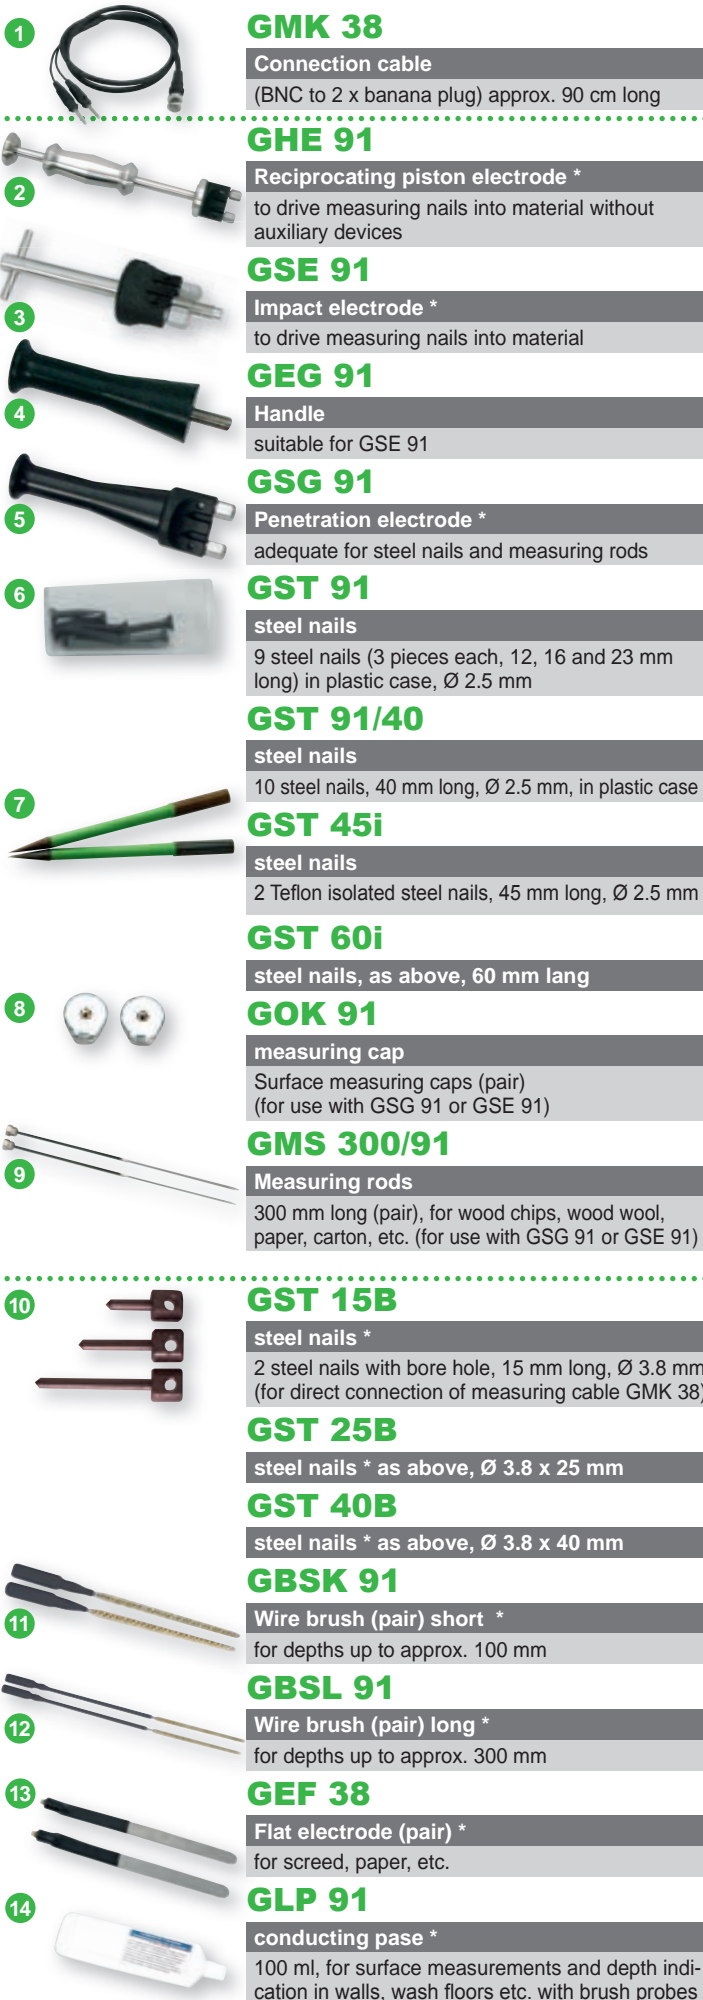 1
GMK 38
Connection cable
(BNC to 2 x banana plug) approx. 90 cm long
GHE 91
2
Reciprocating piston electrode *
to drive measuring nails into material without
auxiliary devices
GSE 91
3
Impact electrode *
to drive measuring nails into material
GEG 91
4
Handle
suitable for GSE 91
GSG 91
5
Penetration electrode *
adequate for steel nails and measuring rods
6
GST 91
steel nails
9 steel nails (3 pieces each, 12, 16 and 23 mm
long) in plastic case, Ø 2.5 mm
GST 91/40
steel nails
10 steel nails, 40 mm long, Ø 2.5 mm, in plastic case
7
GST 45i
steel nails
2 Teflon isolated steel nails, 45 mm long, Ø 2.5 mm
GST 60i
steel nails, as above, 60 mm lang
8
GOK 91
measuring cap
Surface measuring caps (pair)
(for use with GSG 91 or GSE 91)
GMS 300/91
9
Measuring rods
300 mm long (pair), for wood chips, wood wool,
paper, carton, etc. (for use with GSG 91 or GSE 91)
10
GST 15B
steel nails *
2 steel nails with bore hole, 15 mm long, Ø 3.8 mm
(for direct connection of measuring cable GMK 38)
GST 25B
steel nails * as above, Ø 3.8 x 25 mm
GST 40B
steel nails * as above, Ø 3.8 x 40 mm
GBSK 91
11
Wire brush (pair) short *
for depths up to approx. 100 mm
GBSL 91
12
Wire brush (pair) long *
for depths up to approx. 300 mm
13
GEF 38
Flat electrode (pair) *
for screed, paper, etc.
14
GLP 91
conducting pase *
100 ml, for surface measurements and depth indi-
cation in walls, wash floors etc. with brush probes